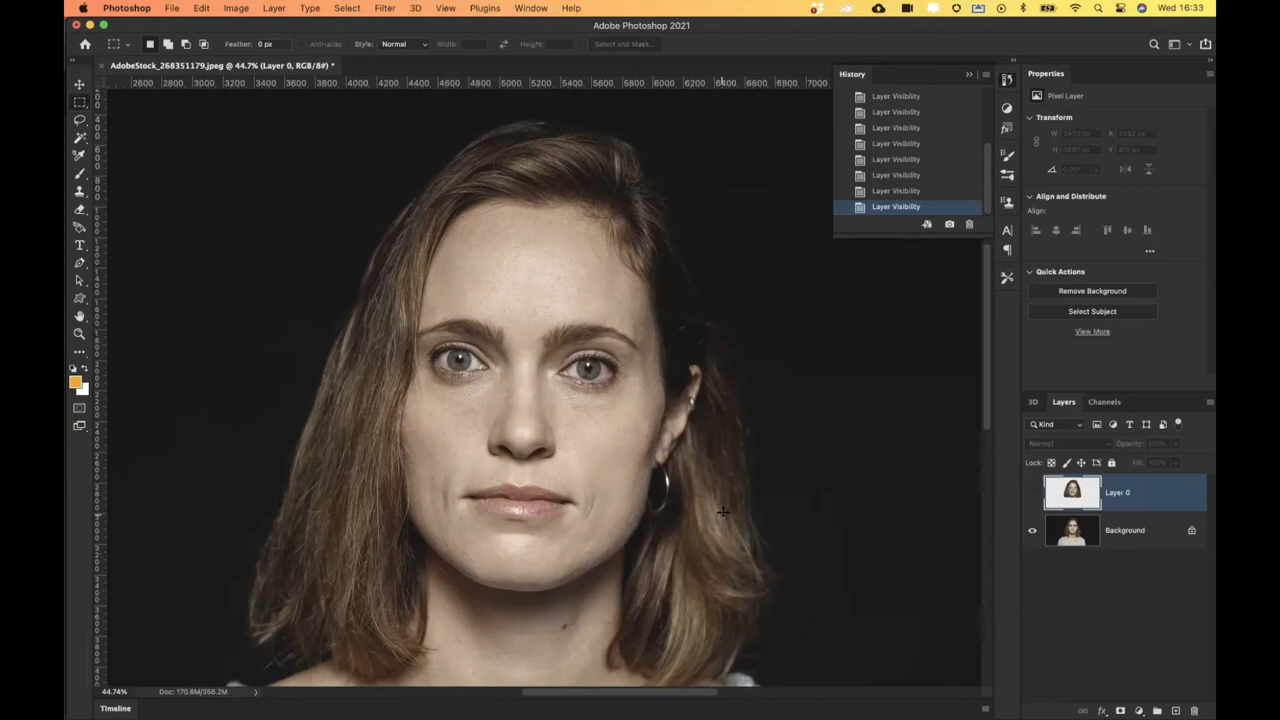 Photoshop File Edit Image Layer Type Select Filter 3D View Plugins Window Help Wed 16:33
Adobe Photoshop 2021
Feather: 0 px Anti-alias Style: Normal Width: Height: Select and Mask...
AdobeStock_268351179.jpeg @ 44.7% (Layer 0, RGB/8#) *
2600 2800 3000 3200 3400 3600 3800 4000 4200 4400 4600 4800 5000 5200 5400 5600 5800 6000 6200 6400 6600 6800 7000
History
Layer Visibility
Layer Visibility
Layer Visibility
Layer Visibility
Layer Visibility
Layer Visibility
Layer Visibility
Layer Visibility
Properties
Pixel Layer
Transform
W X
H Y
Align and Distribute
Align:
Quick Actions
Remove Background
Select Subject
View More
3D Layers Channels
Kind
Normal Opacity: 100%
Lock: Fill: 100%
Layer 0
Background
44.74% Doc: 170.6M/356.2M
Timeline